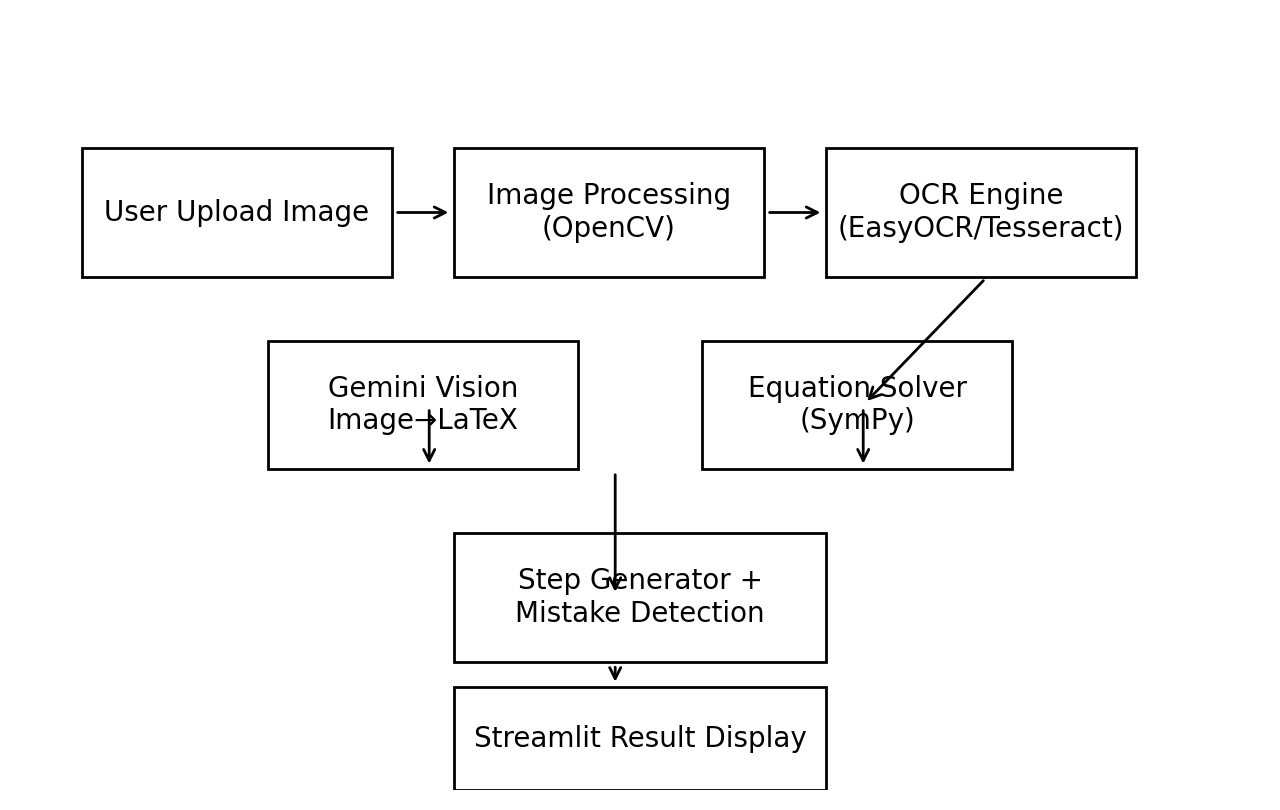 User Upload Image
Image Processing
(OpenCV)
OCR Engine
(EasyOCR/Tesseract)
Gemini Vision
Image→LaTeX
Equation Solver
(SymPy)
Step Generator +
Mistake Detection
Streamlit Result Display